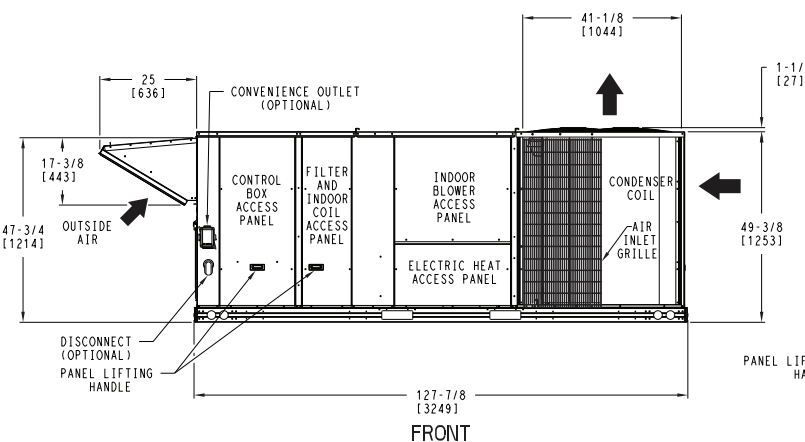 41-1/8
[1044]
1-1/
[27]
25
[636]
CONVENIENCE OUTLET
(OPTIONAL)
17-3/8
[443]
47-3/4
[1214]
OUTSIDE
AIR
CONTROL
BOX
ACCESS
PANEL
FILTER
AND
INDOOR
COIL
ACCESS
PANEL
INDOOR
BLOWER
ACCESS
PANEL
CONDENSER
COIL
AIR
INLET
GRILLE
49-3/8
[1253]
ELECTRIC HEAT
ACCESS PANEL
DISCONNECT
(OPTIONAL)
PANEL LIFTING
HANDLE
PANEL LIF
HA
127-7/8
[3249]
FRONT